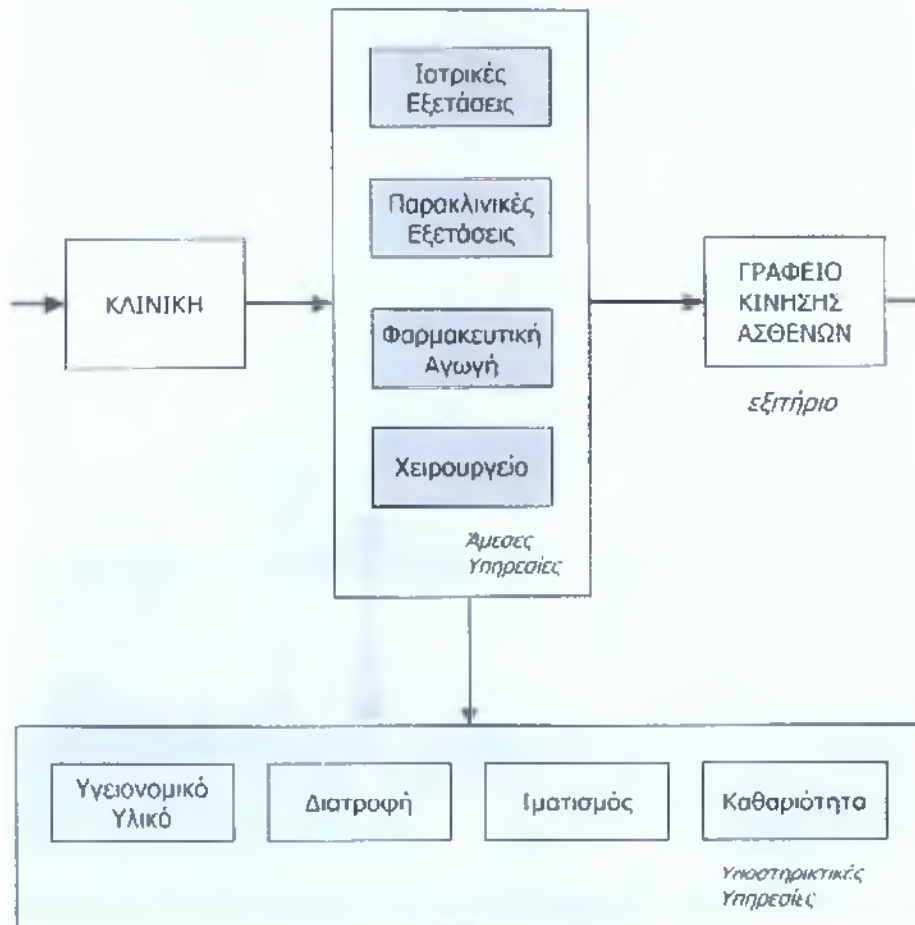 Ιατρικές
Εξετάσεις
Παρακλινικές
Εξετάσεις
ΚΛΙΝΙΚΗ
ΓΡΑΦΕΙΟ
ΚΙΝΗΣΗΣ
ΑΣΘΕΝΩΝ
Φαρμακευτική
Αγωγή
εξιτήριο
Χειρουργείο
Άμεσες
Υπηρεσίες
Υγειονομικό
Υλικό
Διατροφή
Ιματισμός
Καθαριότητα
Υποστηρικτικές
Υπηρεσίες